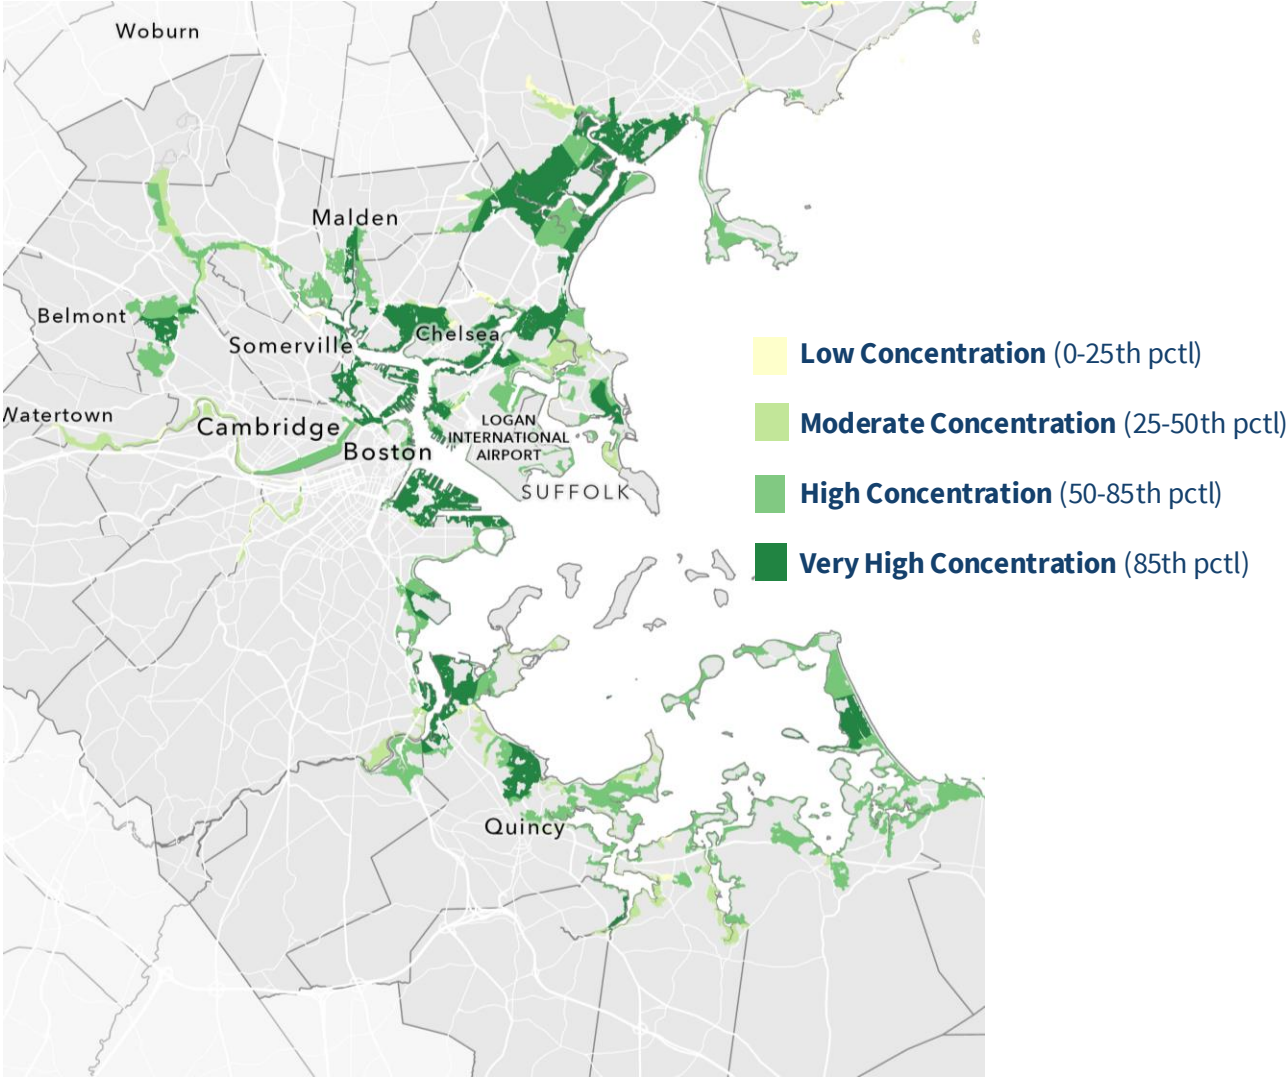 Woburn
Malden
Belmont
Somerville
Chelsea
Watertown
Cambridge
Boston
LOGAN
INTERNATIONAL
AIRPORT
SUFFOLK
Quincy
Low Concentration (0-25th pctl)
Moderate Concentration (25-50th pctl)
High Concentration (50-85th pctl)
Very High Concentration (85th pctl)